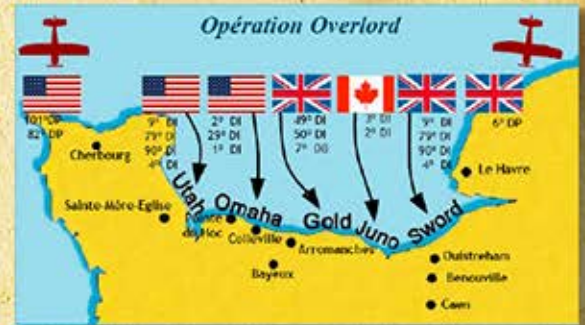 Opération Overlord
101°DP
82° DP
9° DI
79° DI
90° DI
4° DI
2° DI
29° DI
1° DI
49° DI
50° DI
7° DB
3° DI
2° DI
9° DI
79° DI
90° DI
4° DI
6° DP
Cherbourg
Le Havre
Sainte-Mère-Eglise
Utah
Omaha
Gold
Juno
Sword
Pointe
du Hoc
Colleville
Arromanches
Bayeux
Ouistreham
Benouville
Caen